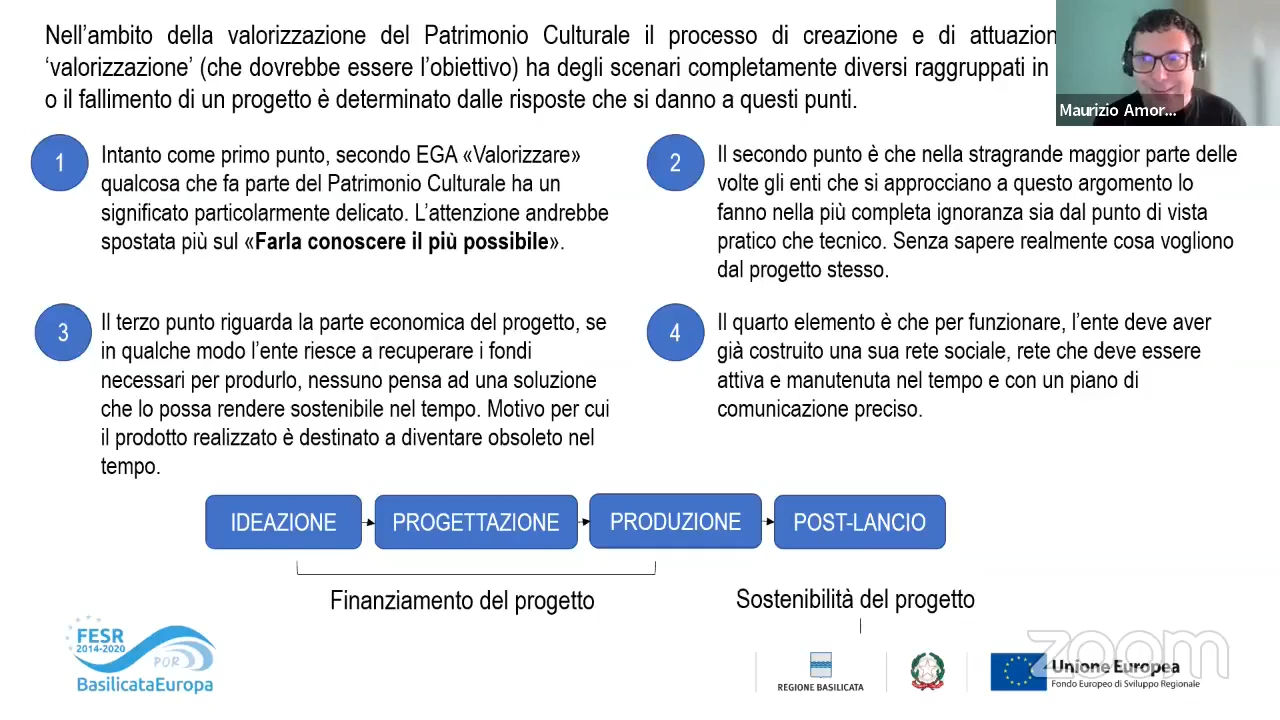 Nell'ambito della valorizzazione del Patrimonio Culturale il processo di creazione e di attuazion
'valorizzazione' (che dovrebbe essere l'obiettivo) ha degli scenari completamente diversi raggruppati in
o il fallimento di un progetto è determinato dalle risposte che si danno a questi punti.
Maurizio Amor...
1
Intanto come primo punto, secondo EGA «Valorizzare»
qualcosa che fa parte del Patrimonio Culturale ha un
significato particolarmente delicato. L'attenzione andrebbe
spostata più sul «Farla conoscere il più possibile».
2
Il secondo punto è che nella stragrande maggior parte delle
volte gli enti che si approcciano a questo argomento lo
fanno nella più completa ignoranza sia dal punto di vista
pratico che tecnico. Senza sapere realmente cosa vogliono
dal progetto stesso.
3
Il terzo punto riguarda la parte economica del progetto, se
in qualche modo l'ente riesce a recuperare i fondi
necessari per produrlo, nessuno pensa ad una soluzione
che lo possa rendere sostenibile nel tempo. Motivo per cui
il prodotto realizzato è destinato a diventare obsoleto nel
tempo.
4
Il quarto elemento è che per funzionare, l'ente deve aver
già costruito una sua rete sociale, rete che deve essere
attiva e manutenuta nel tempo e con un piano di
comunicazione preciso.
IDEAZIONE
PROGETTAZIONE
PRODUZIONE
POST-LANCIO
Finanziamento del progetto
Sostenibilità del progetto
FESR
2014-2020
POR
BasilicataEuropa
REGIONE BASILICATA
Unione Europea
Fondo Europeo di Sviluppo Regionale
zoom